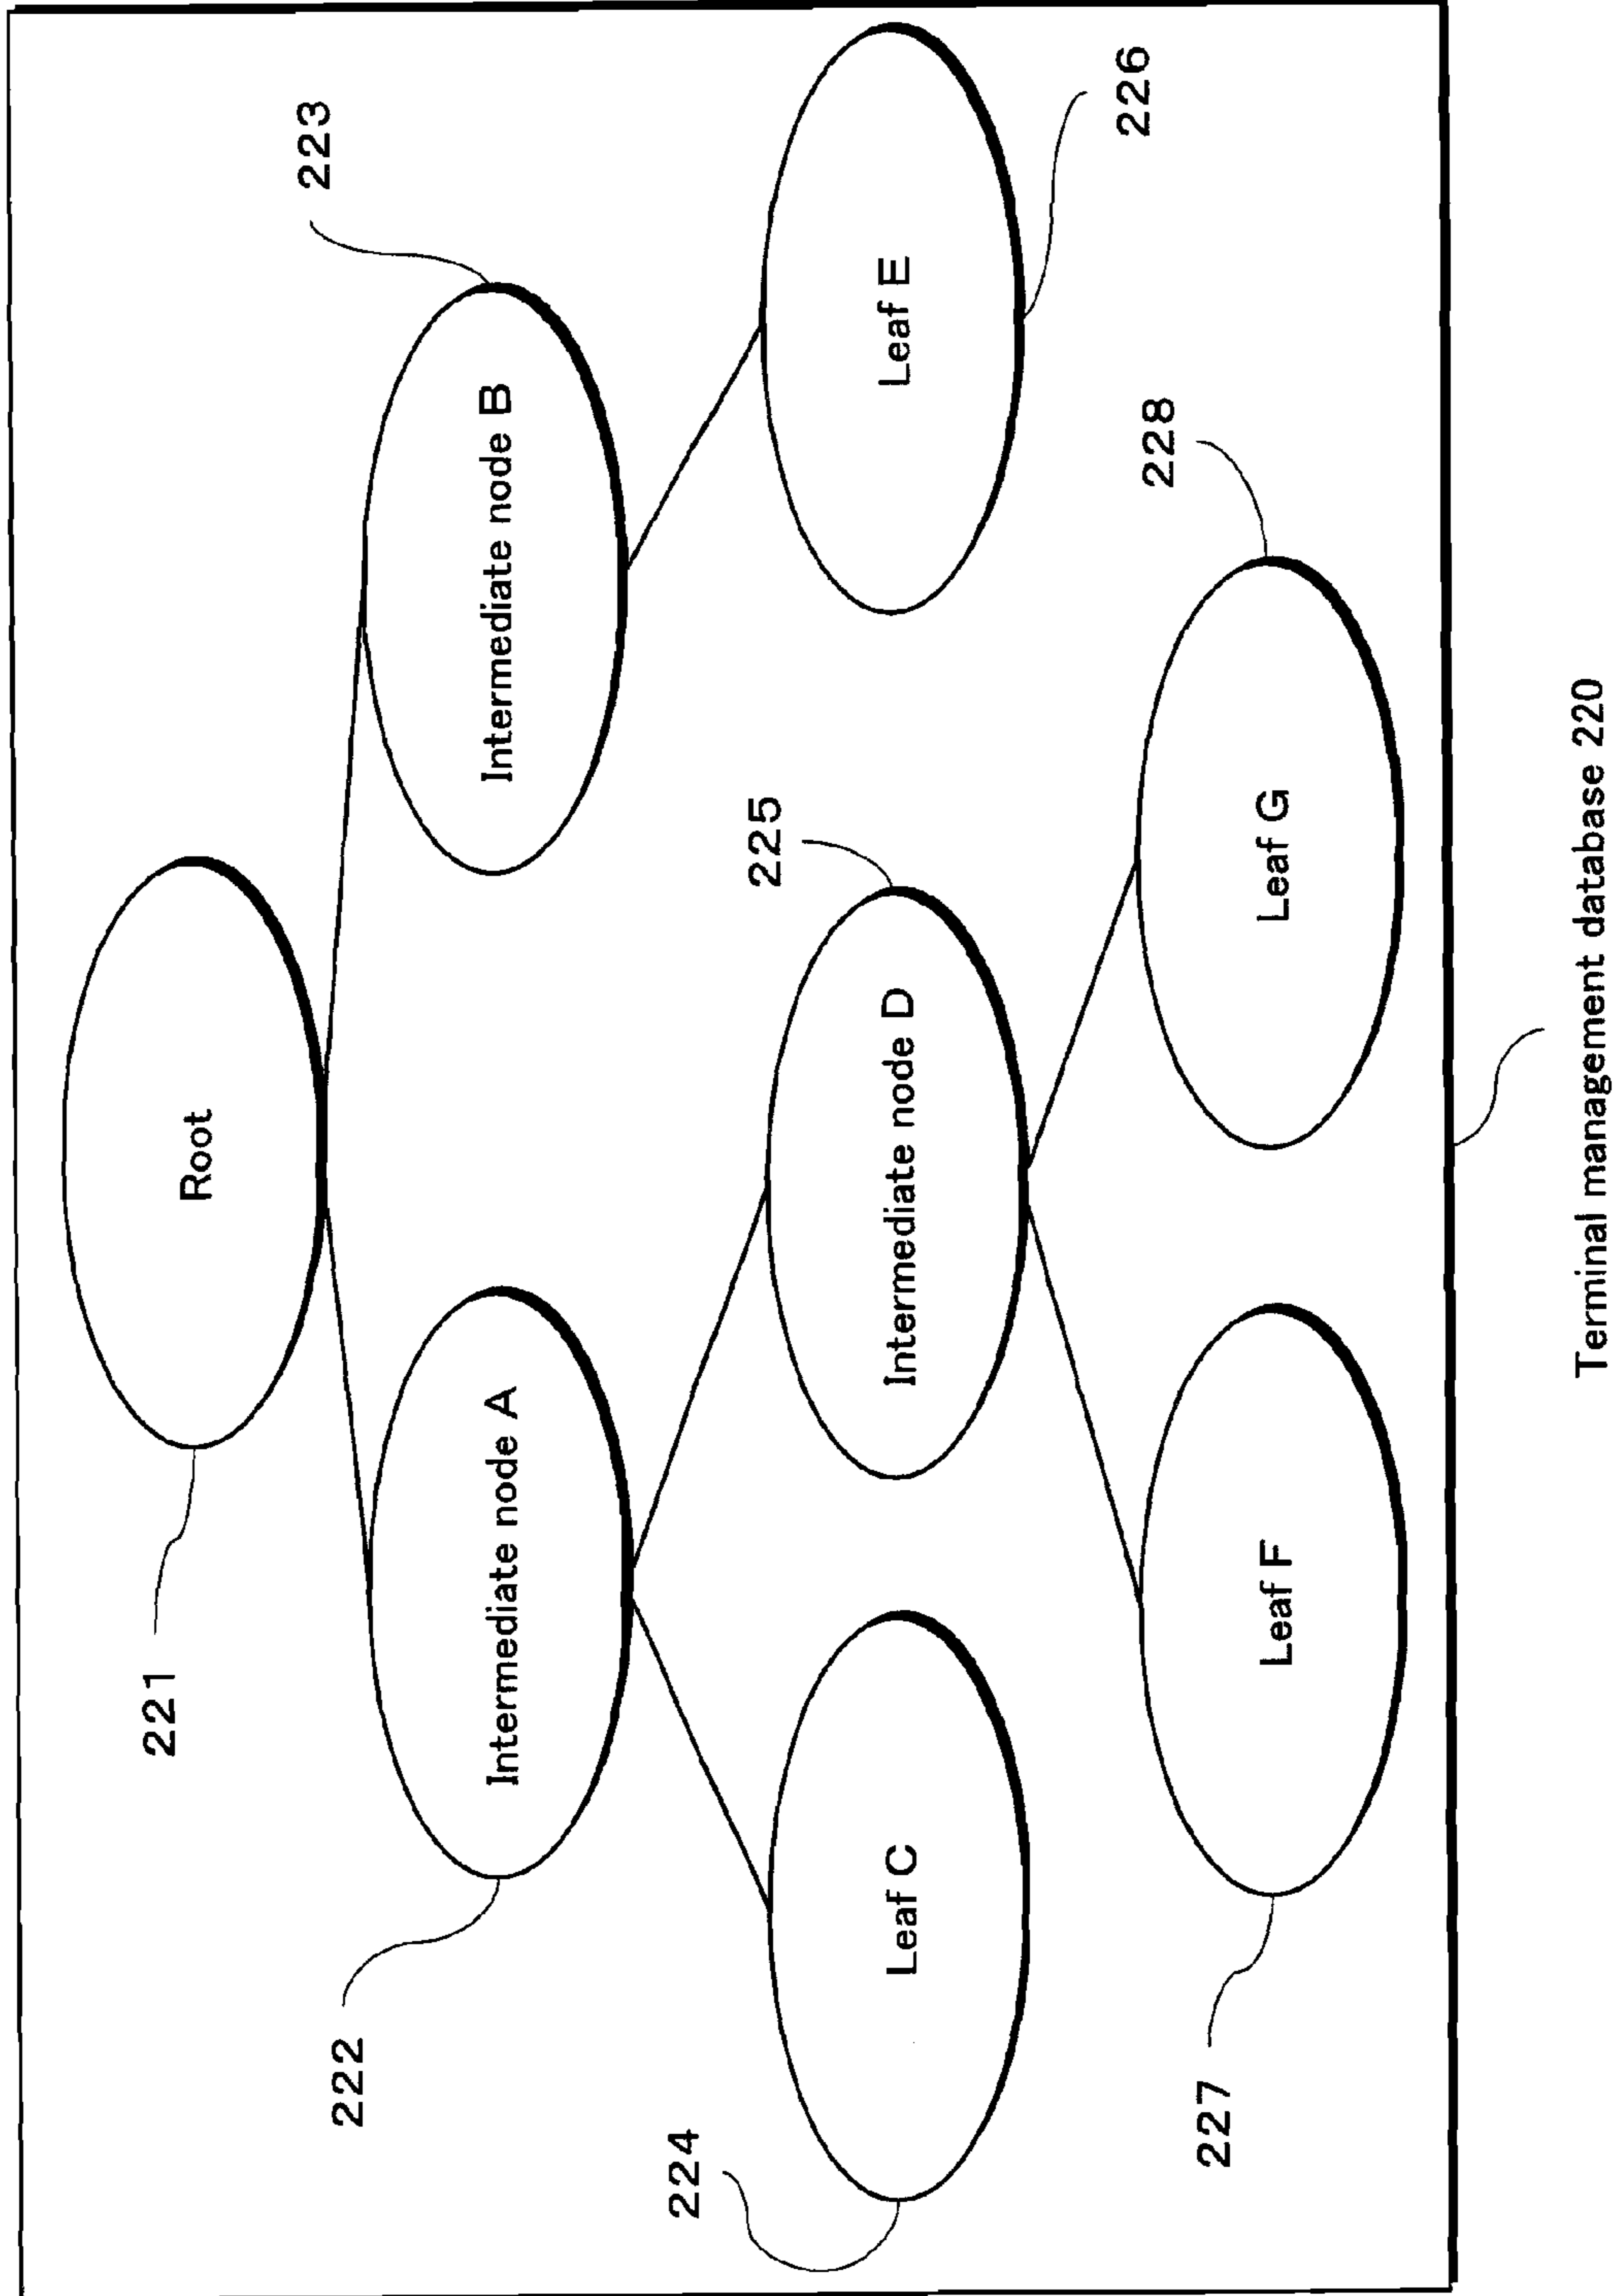 Root
221
Intermediate node A
222
Intermediate node B
223
Leaf C
224
Intermediate node D
225
Leaf E
226
Leaf F
227
Leaf G
228
Terminal management database 220